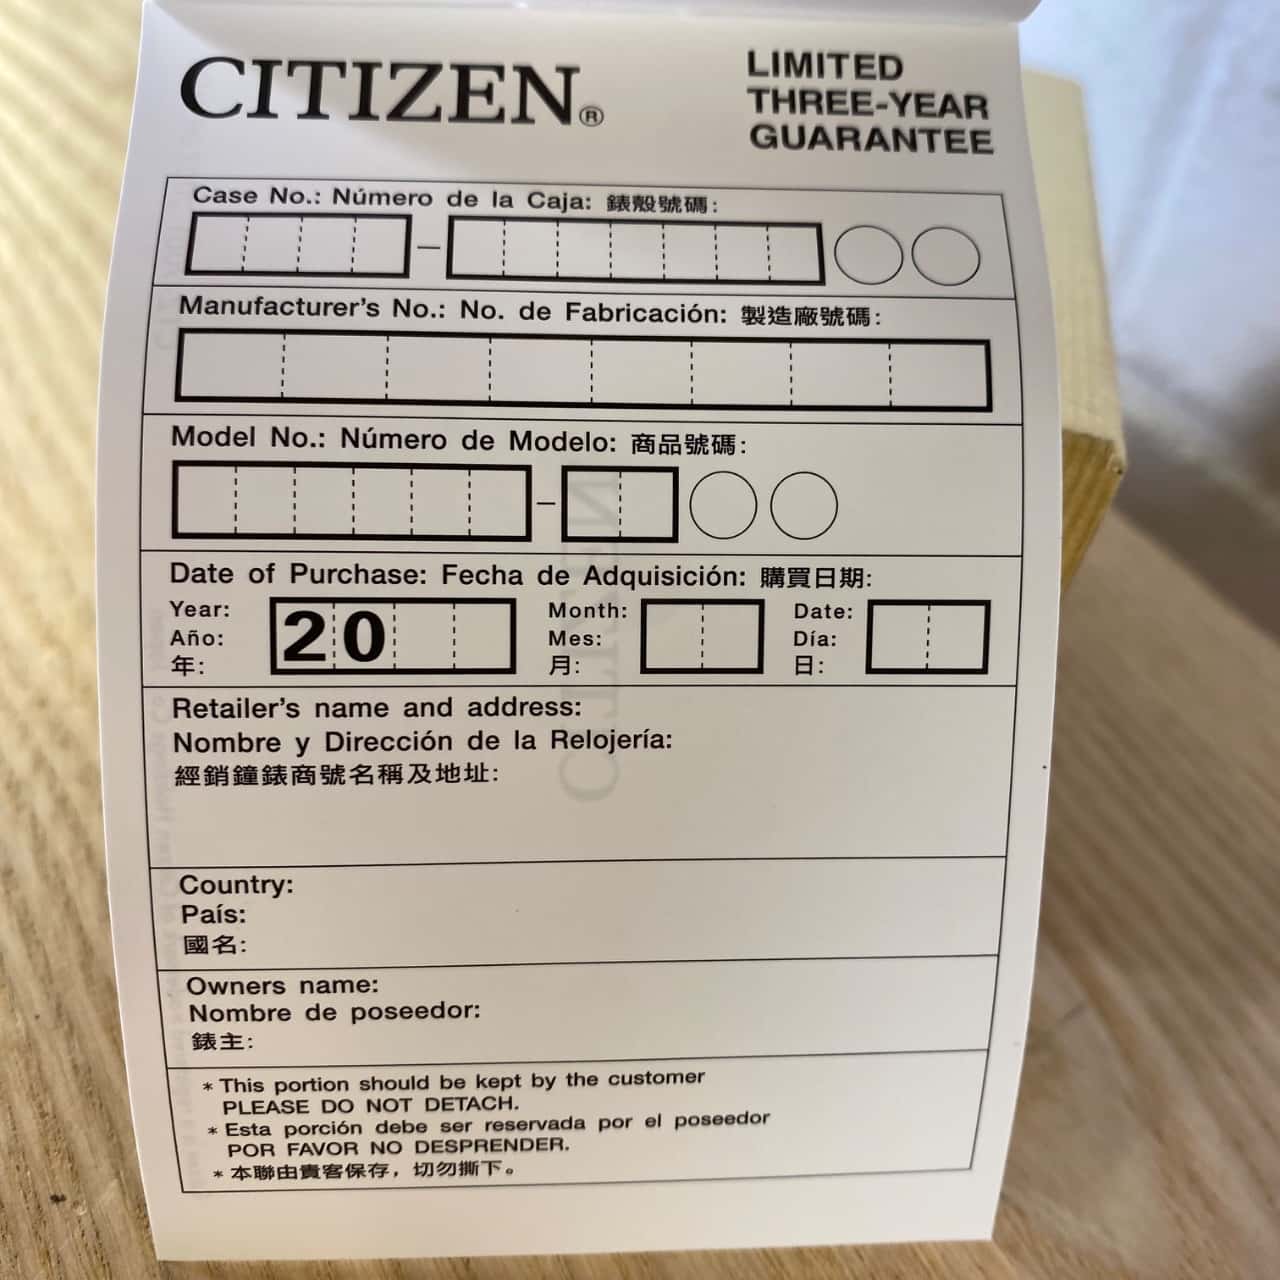 CITIZEN®
LIMITED
THREE-YEAR
GUARANTEE
Case No.: Número de la Caja: 錶殼號碼:
–
Manufacturer's No.: No. de Fabricación: 製造廠號碼:
Model No.: Número de Modelo: 商品號碼:
–
Date of Purchase: Fecha de Adquisición: 購買日期:
Year:
Año:
年:
20
Month:
Mes:
月:
Date:
Día:
日:
Retailer's name and address:
Nombre y Dirección de la Relojería:
經銷鐘錶商號名稱及地址:
Country:
País:
國名:
Owners name:
Nombre de poseedor:
錶主:
* This portion should be kept by the customer
PLEASE DO NOT DETACH.
* Esta porción debe ser reservada por el poseedor
POR FAVOR NO DESPRENDER.
* 本聯由貴客保存，切勿撕下。